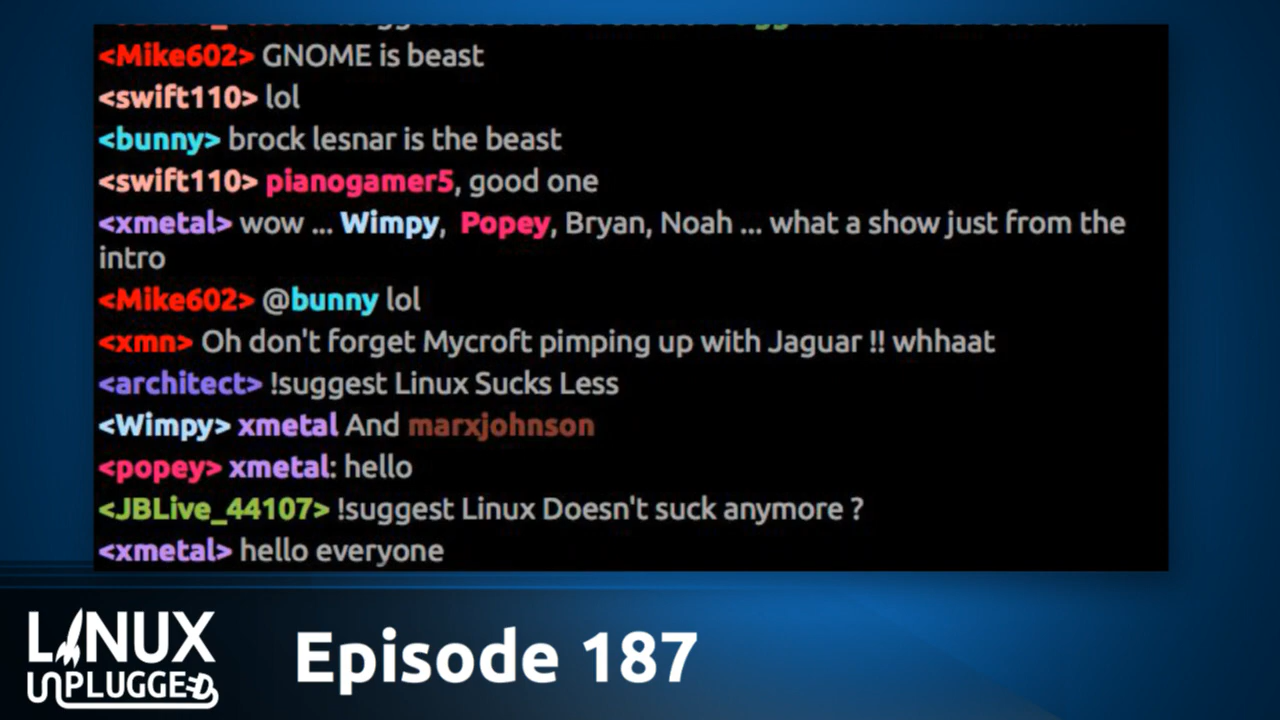 <Mike602> GNOME is beast
<swift110> lol
<bunny> brock lesnar is the beast
<swift110> pianogamer5, good one
<xmetal> wow ... Wimpy, Popey, Bryan, Noah ... what a show just from the
intro
<Mike602> @bunny lol
<xmn> Oh don't forget Mycroft pimping up with Jaguar !! whhaat
<architect> !suggest Linux Sucks Less
<Wimpy> xmetal And marxjohnson
<popey> xmetal: hello
<JBLive_44107> !suggest Linux Doesn't suck anymore ?
<xmetal> hello everyone
LINUX
UNPLUGGED
Episode 187